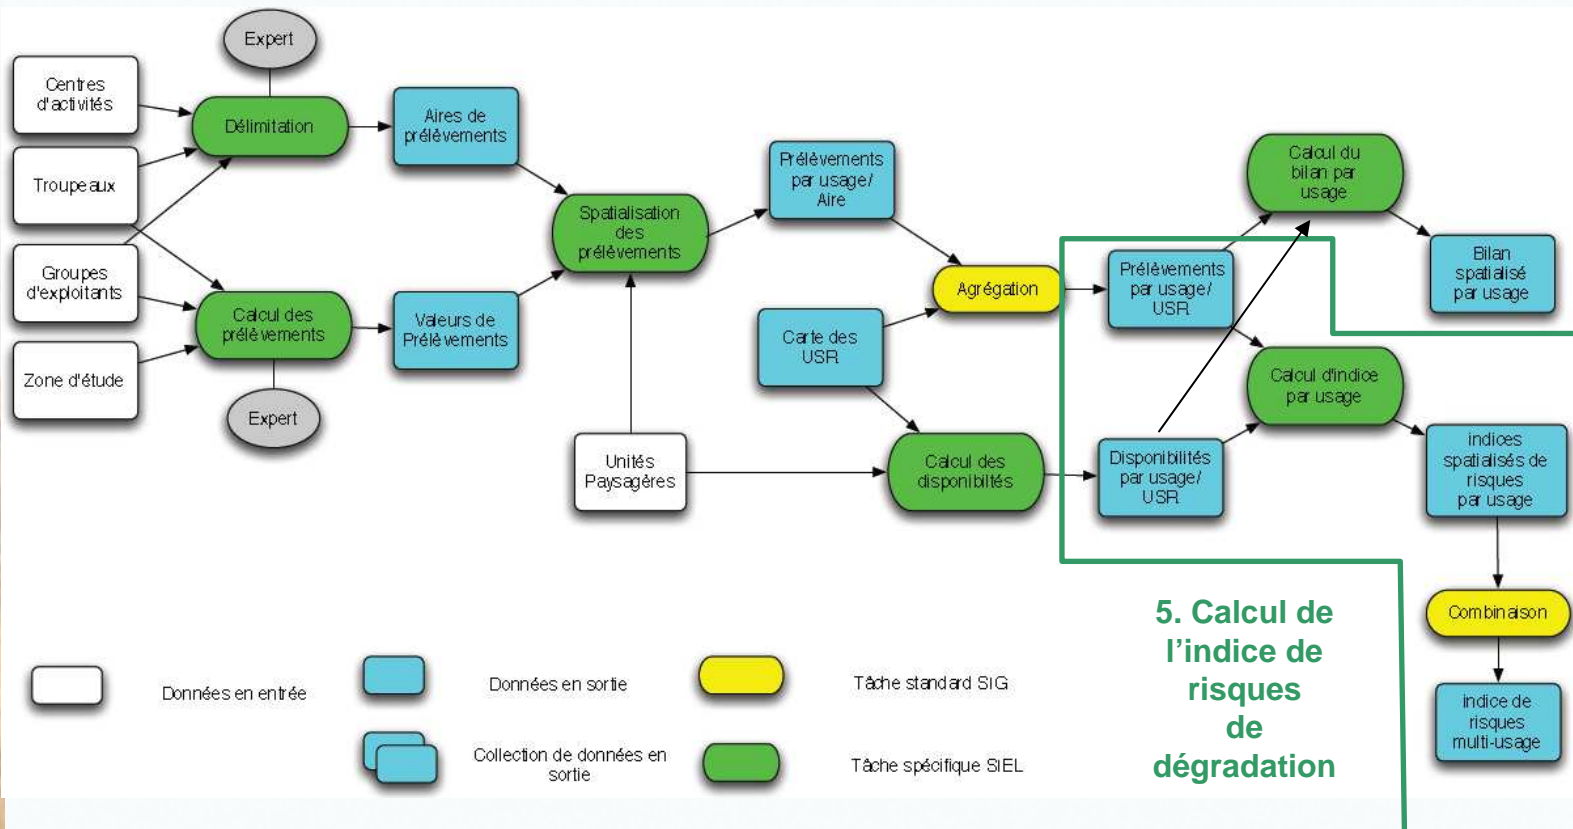 Expert
Centres
d'activités
Délimitation
Aires de
prélèvements
Troupeaux
Groupes
d'exploitants
Calcul des
prélèvements
Valeurs de
Prélèvements
Zone d'étude
Expert
Spatialisation
des
prélèvements
Unités
Paysagères
Prélèvements
par usage/
Aire
Agrégation
Carte des
USR
Calcul des
disponibiltés
Prélèvements
par usage/
USR
Disponibilités
par usage/
USR
Calcul du
bilan par
usage
Bilan
spatialisé
par usage
Calcul d'indice
par usage
indices
spatialisés de
risques
par usage
Combinaison
indice de
risques
multi-usage
5. Calcul de
l’indice de
risques
de
dégradation
Données en entrée
Données en sortie
Tâche standard SIG
Collection de données en
sortie
Tâche spécifique SIEL